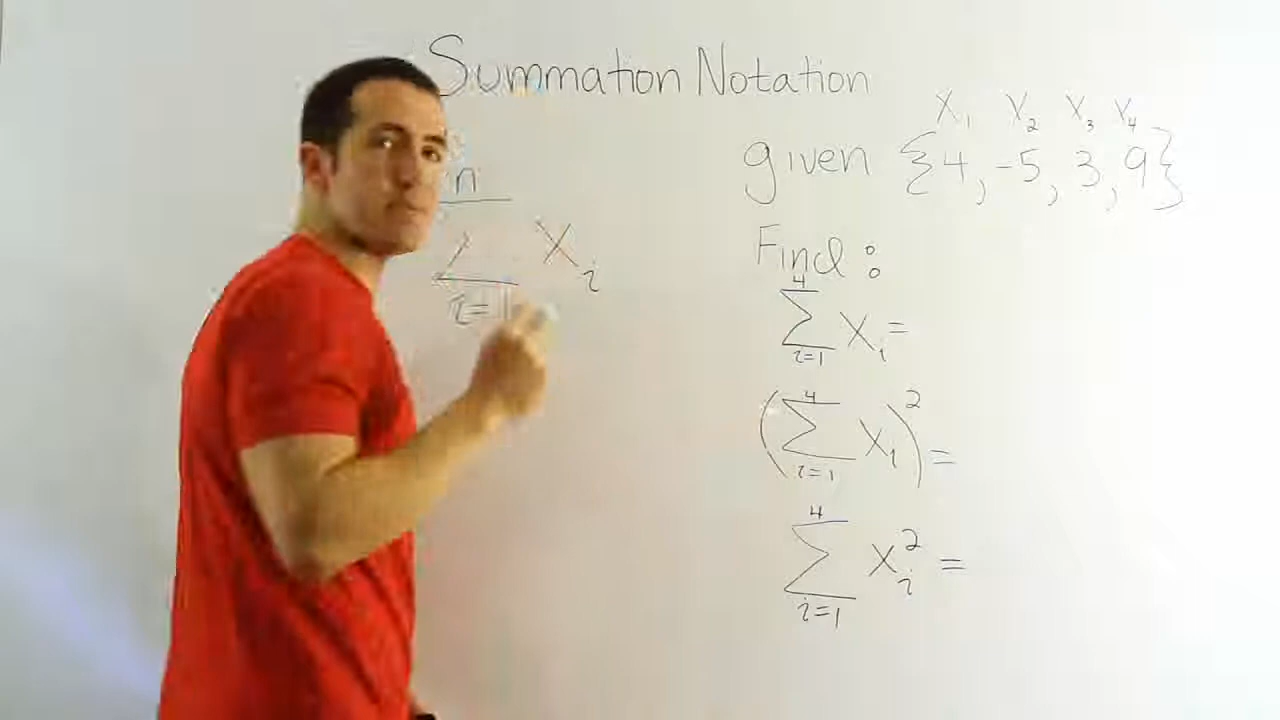 Summation Notation
n
∑ Xi
i=1
X1 X2 X3 X4
given {4, -5, 3, 9}
Find:
4
∑ Xi =
i=1
4
(∑ Xi)² =
i=1
4
∑ Xi² =
i=1